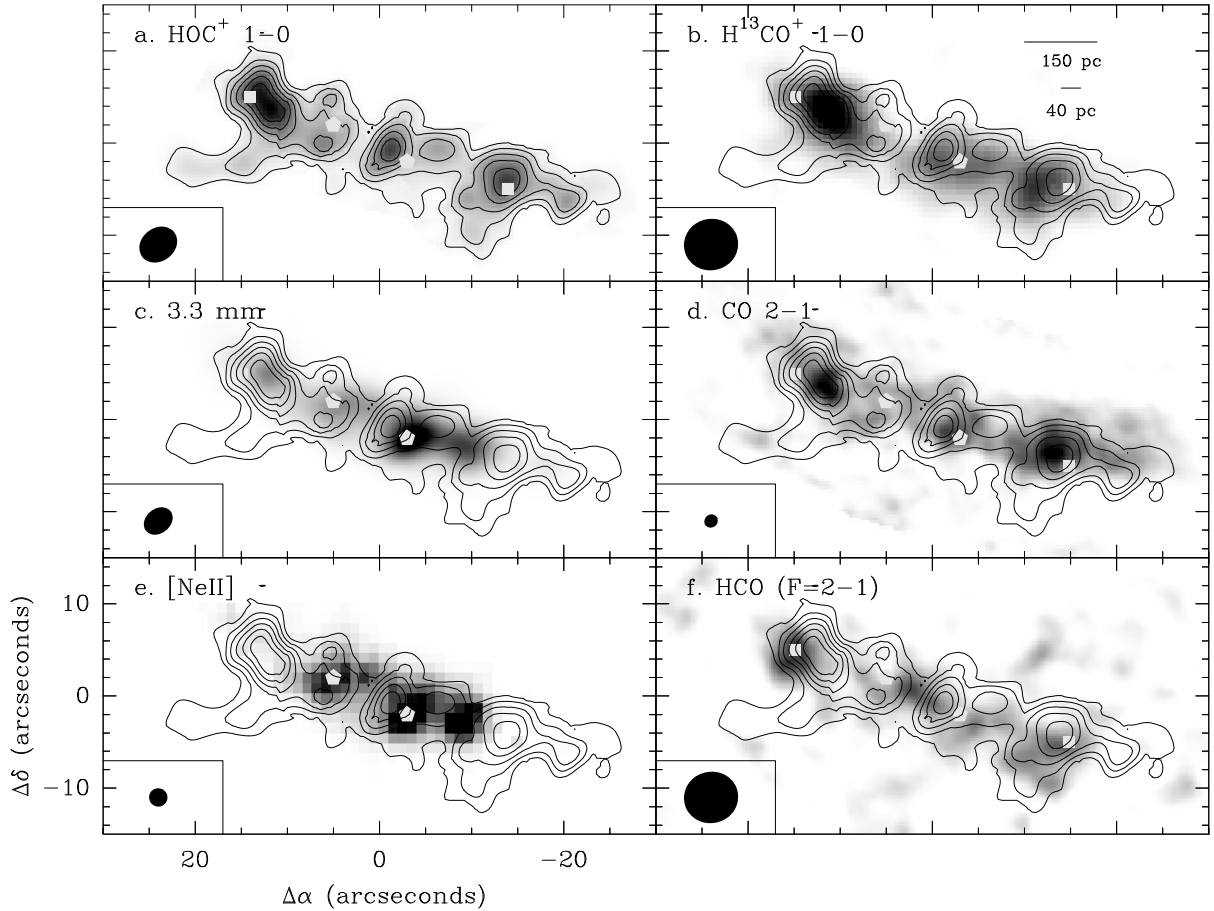 a. HOC⁺ 1−0
b. H¹³CO⁺ 1−0
150 pc
40 pc
c. 3.3 mm
d. CO 2−1
e. [NeII]
f. HCO (F=2−1)
10
0
−10
Δδ (arcseconds)
20
0
−20
Δα (arcseconds)